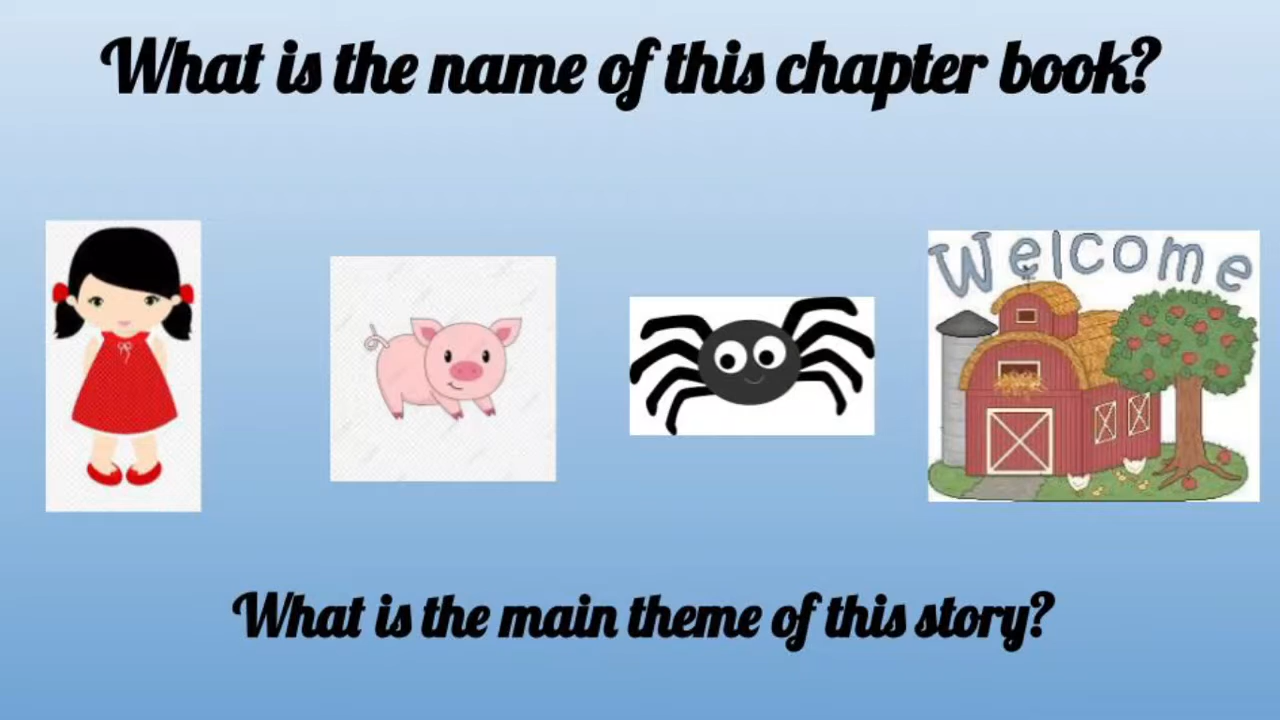 What is the name of this chapter book?
Welcome
What is the main theme of this story?